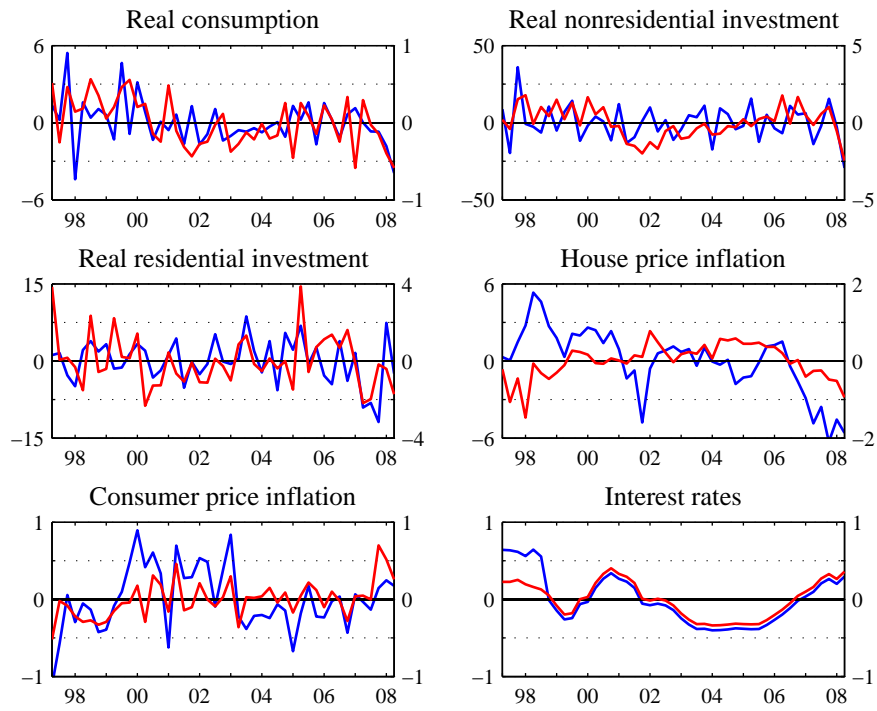 Real consumption
6 1
0 0
−6 −1
98 00 02 04 06 08
Real nonresidential investment
50 5
0 0
−50 −5
98 00 02 04 06 08
Real residential investment
15 4
0 0
−15 −4
98 00 02 04 06 08
House price inflation
6 2
0 0
−6 −2
98 00 02 04 06 08
Consumer price inflation
1 1
0 0
−1 −1
98 00 02 04 06 08
Interest rates
1 1
0 0
−1 −1
98 00 02 04 06 08